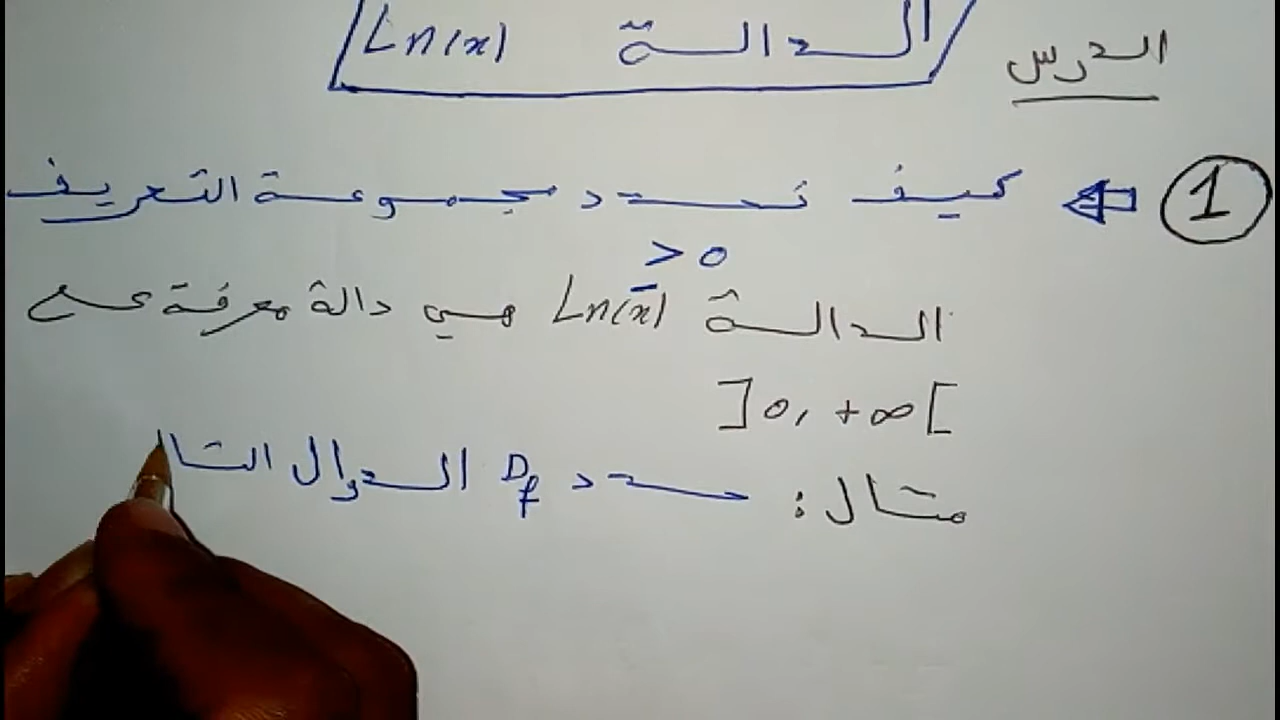 الدرس الدالة Ln(x)
1 ⇐ كيف نحدد مجموعة التعريف
> 0
الدالة Ln(x) هي دالة معرفة على
]0, +∞[
مثال: حدد Df الدوال التا